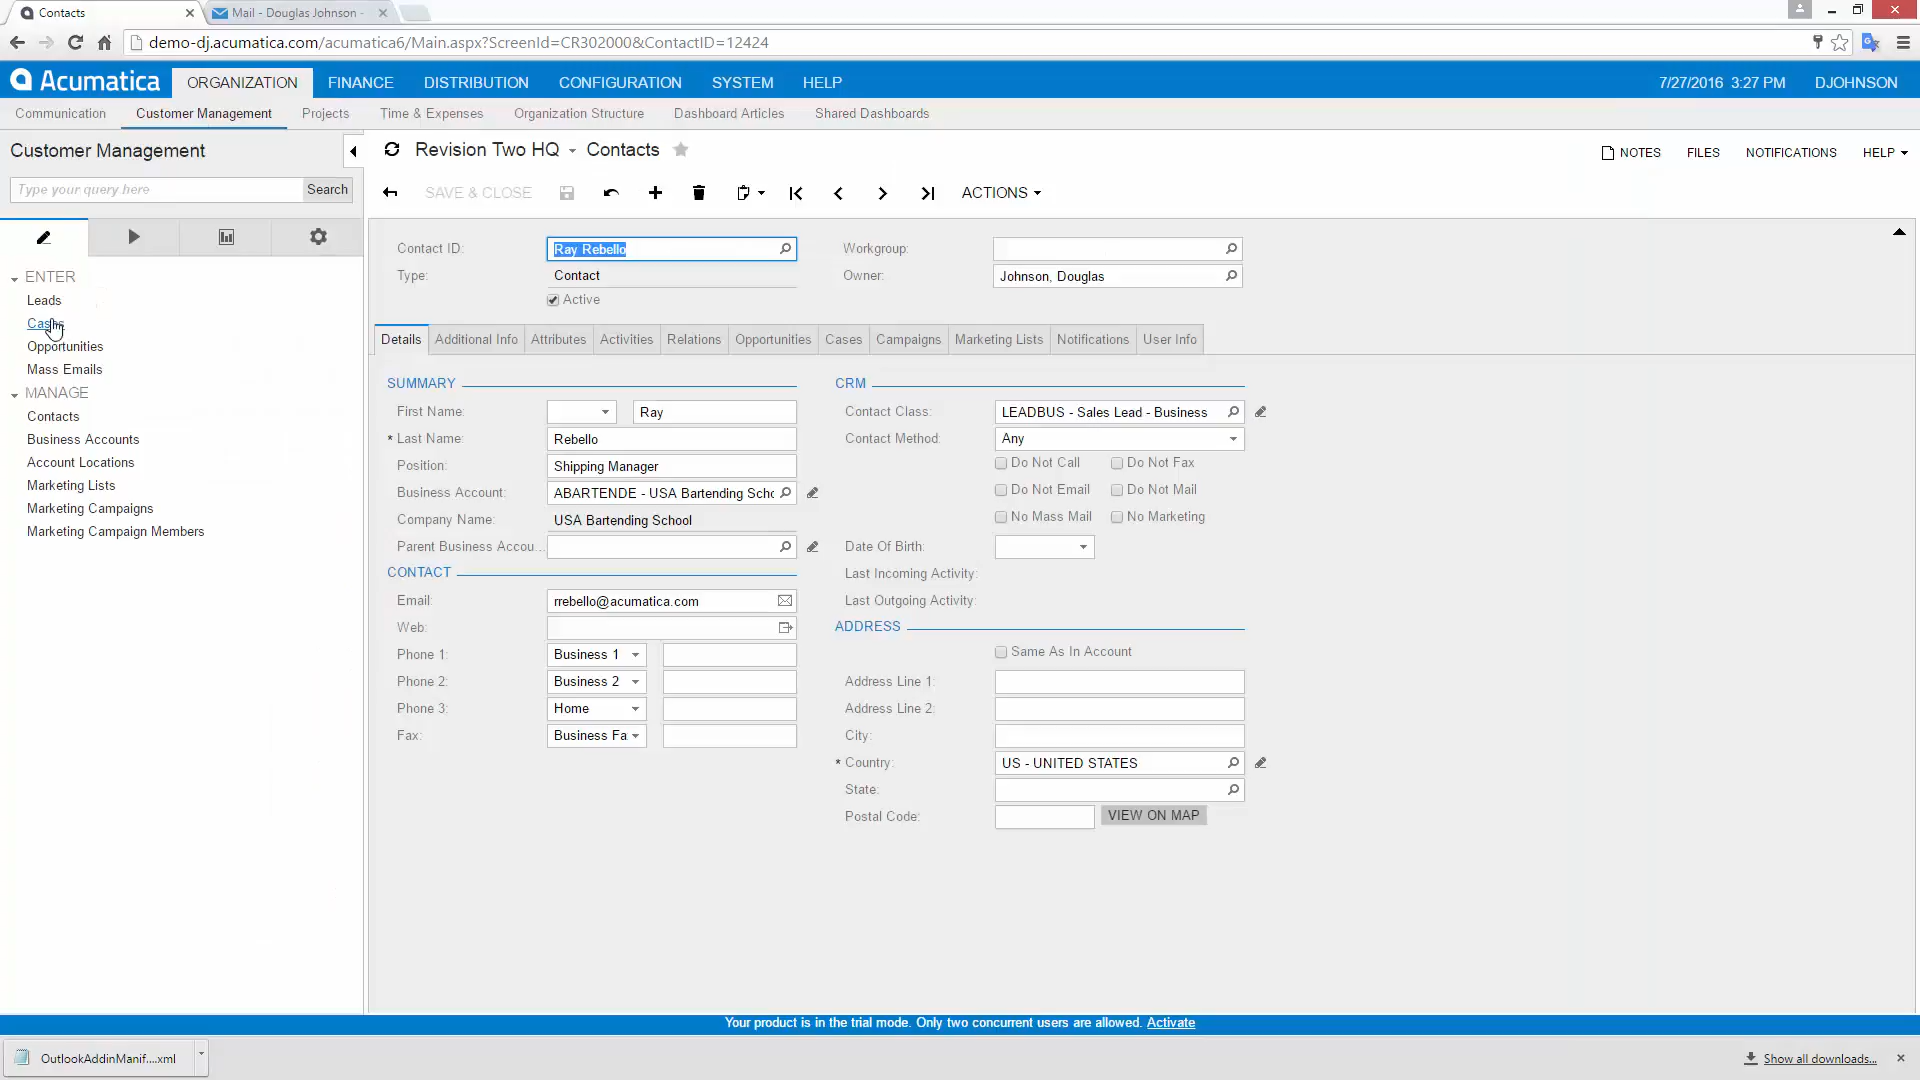 Contacts
Mail - Douglas Johnson -
demo-dj.acumatica.com/acumatica6/Main.aspx?ScreenId=CR302000&ContactID=12424
Acumatica ORGANIZATION FINANCE DISTRIBUTION CONFIGURATION SYSTEM HELP 7/27/2016 3:27 PM DJOHNSON
Communication Customer Management Projects Time & Expenses Organization Structure Dashboard Articles Shared Dashboards
Customer Management
Type your query here Search
ENTER
Leads
Cases
Opportunities
Mass Emails
MANAGE
Contacts
Business Accounts
Account Locations
Marketing Lists
Marketing Campaigns
Marketing Campaign Members
Revision Two HQ Contacts
NOTES FILES NOTIFICATIONS HELP
SAVE & CLOSE ACTIONS
Contact ID: Ray Rebello
Type: Contact
Active
Workgroup:
Owner: Johnson, Douglas
Details Additional Info Attributes Activities Relations Opportunities Cases Campaigns Marketing Lists Notifications User Info
SUMMARY
First Name: Ray
* Last Name: Rebello
Position: Shipping Manager
Business Account: ABARTENDE - USA Bartending Scho
Company Name: USA Bartending School
Parent Business Accou...
CONTACT
Email: rrebello@acumatica.com
Web:
Phone 1: Business 1
Phone 2: Business 2
Phone 3: Home
Fax: Business Fa
CRM
Contact Class: LEADBUS - Sales Lead - Business
Contact Method: Any
Do Not Call Do Not Fax
Do Not Email Do Not Mail
No Mass Mail No Marketing
Date Of Birth:
Last Incoming Activity:
Last Outgoing Activity:
ADDRESS
Same As In Account
Address Line 1:
Address Line 2:
City:
* Country: US - UNITED STATES
State:
Postal Code: VIEW ON MAP
Your product is in the trial mode. Only two concurrent users are allowed. Activate
OutlookAddinManif....xml
Show all downloads...